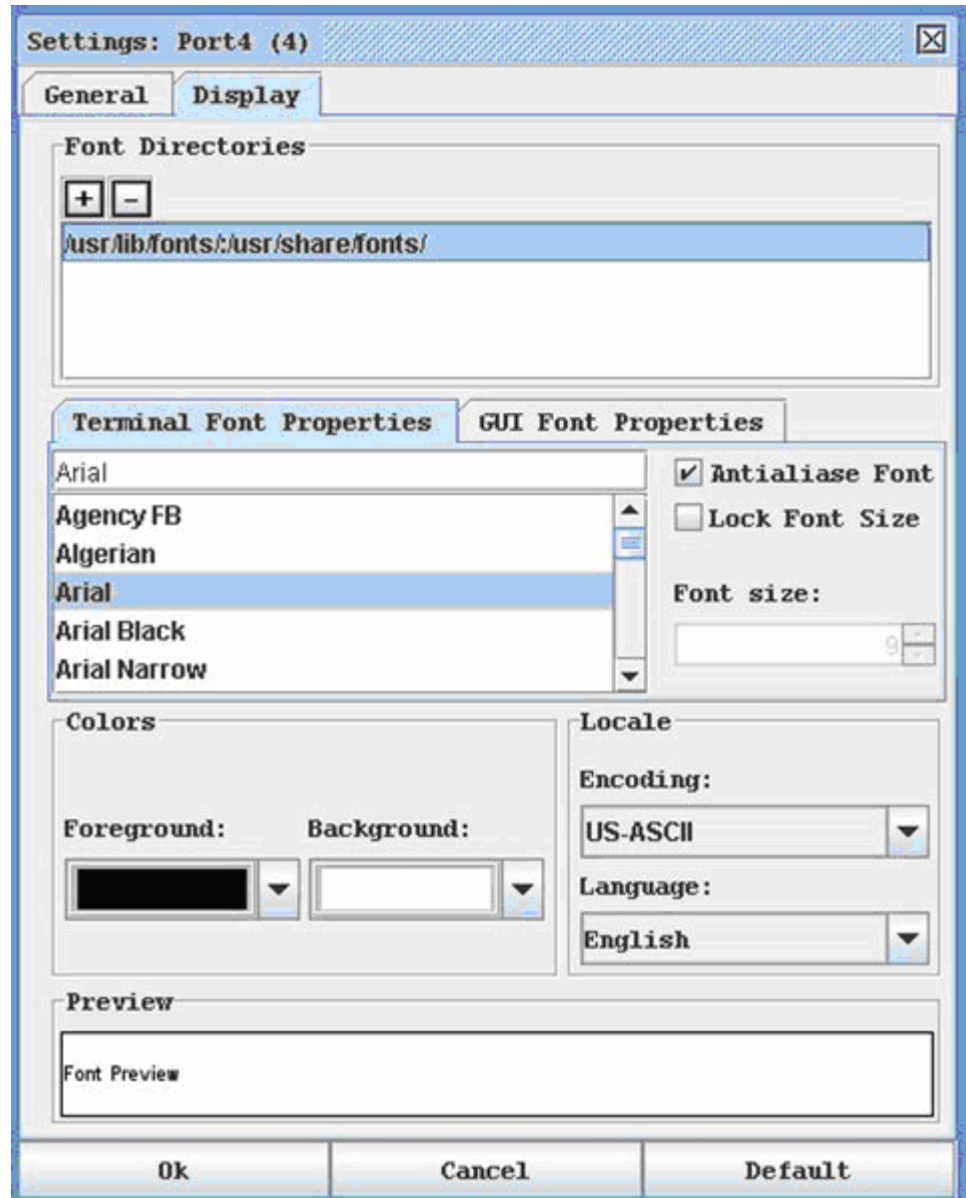 Settings: Port4 (4)
General Display
Font Directories
+ -
/usr/lib/fonts/:/usr/share/fonts/
Terminal Font Properties GUI Font Properties
Arial
Antialiase Font
Agency FB
Lock Font Size
Algerian
Arial
Font size:
Arial Black
9
Arial Narrow
Colors
Locale
Encoding:
Foreground: Background:
US-ASCII
Language:
English
Preview
Font Preview
Ok Cancel Default